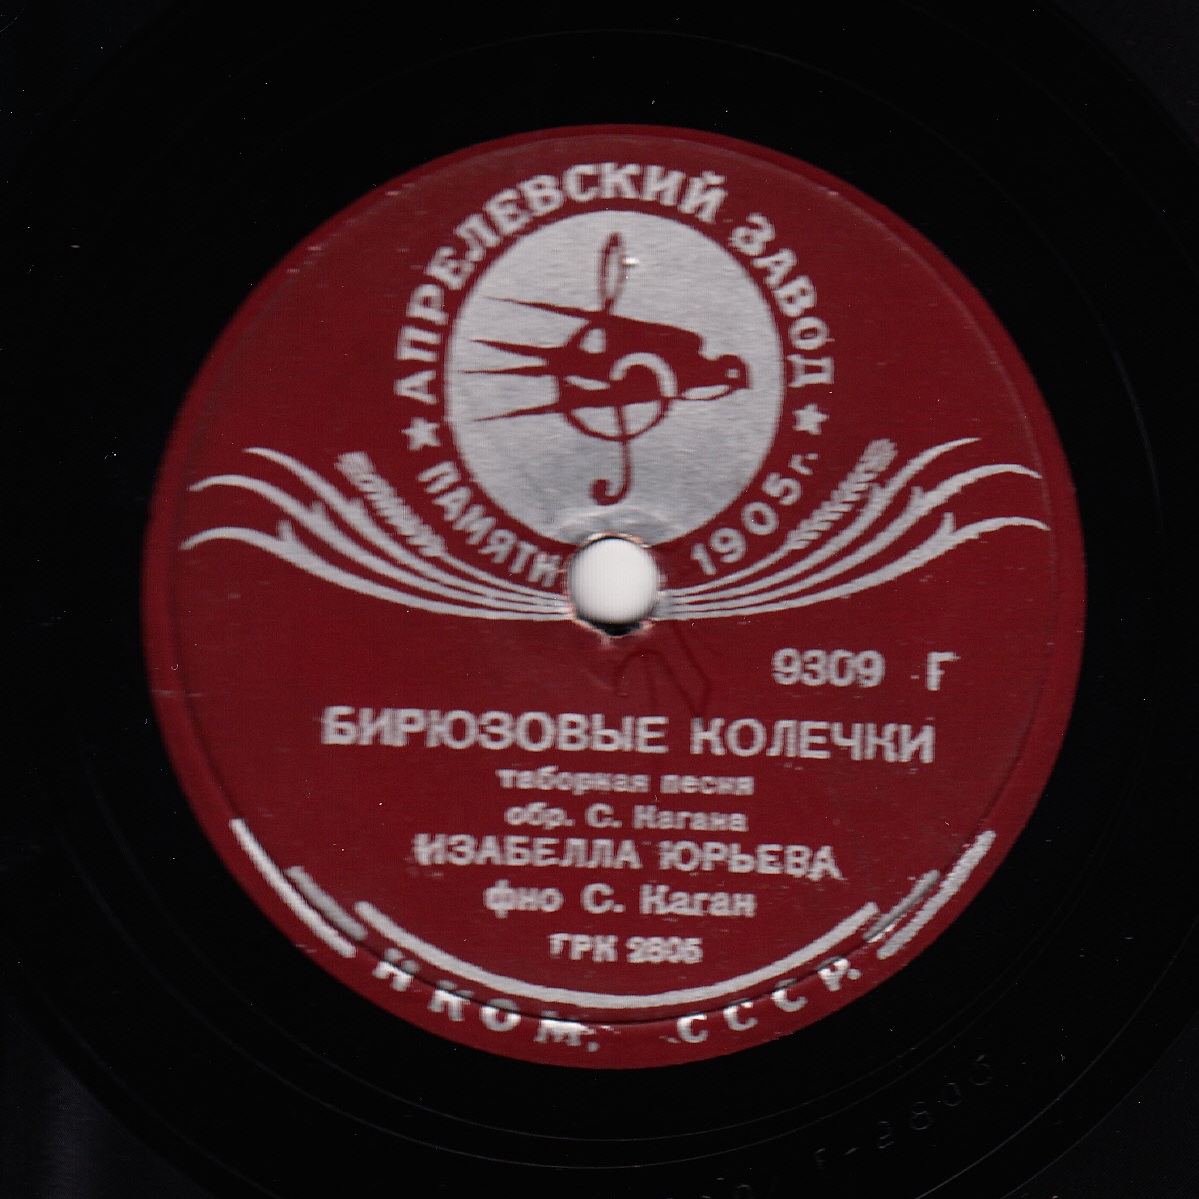 АПРЕЛЕВСКИЙ ЗАВОД
ПАМЯТИ 1905 г.
9309 Г
БИРЮЗОВЫЕ КОЛЕЧКИ
таборная песня
обр. С. Кагана
ИЗАБЕЛЛА ЮРЬЕВА
фно С. Каган
ГРК 2805
НКОМ. СССР.